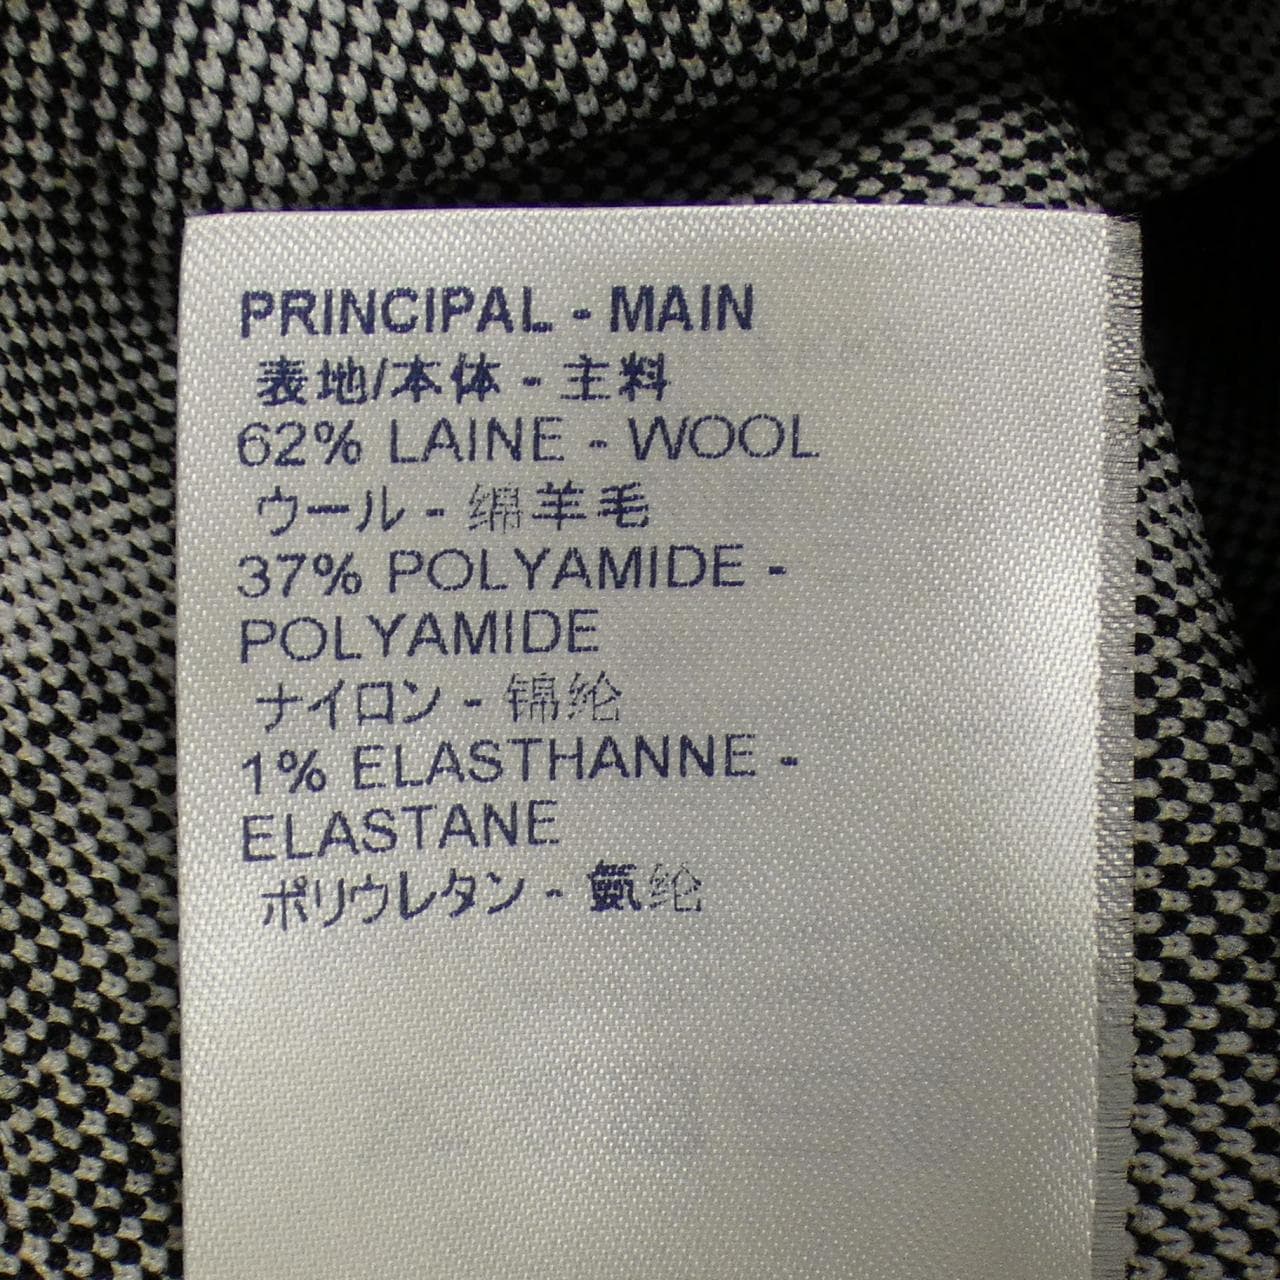 PRINCIPAL - MAIN
表地/本体 - 主料
62% LAINE - WOOL
ウール - 绵羊毛
37% POLYAMIDE -
POLYAMIDE
ナイロン - 锦纶
1% ELASTHANNE -
ELASTANE
ポリウレタン - 氨纶